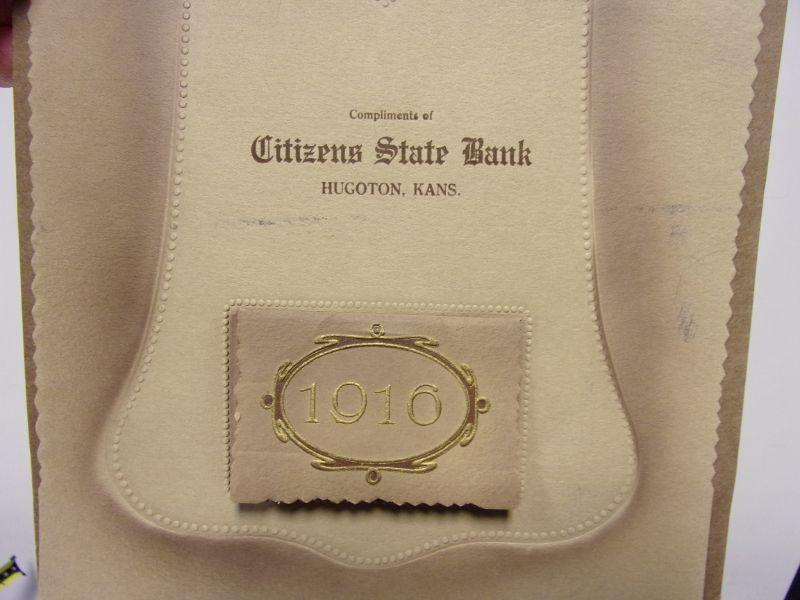 Compliments of
Citizens State Bank
HUGOTON, KANS.
1916